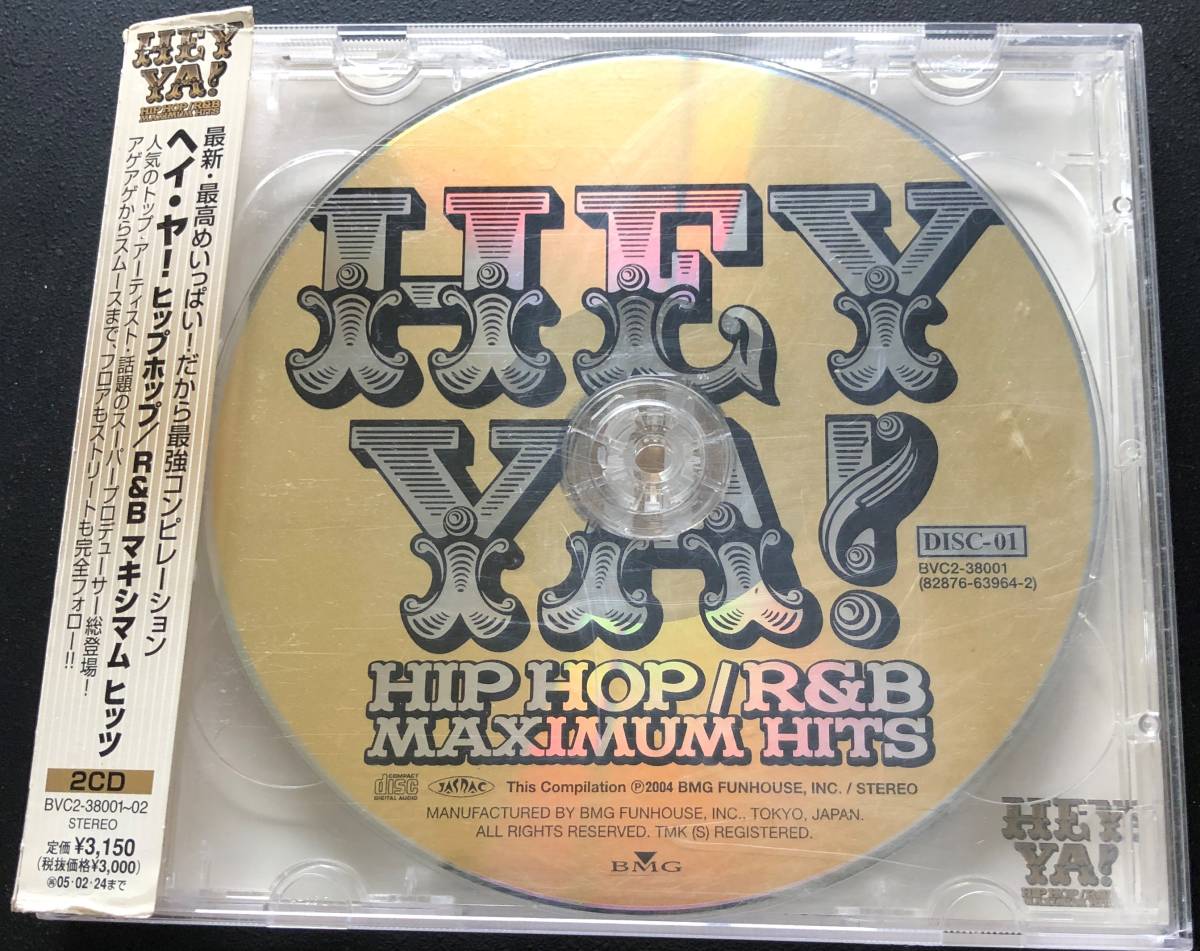 HEY
YA!
HIP HOP/R&B
MAXIMUM HITS
最新・最高めいっぱい!だから最強コンピレーション
ヘイ・ヤ! ヒップホップ/R&B マキシマム ヒッツ
人気のトップ・アーティスト・話題のスーパープロデューサー総登場!
アゲアゲからスムースまで、フロアもストリートも完全フォロー!!
2CD
BVC2-38001~02
STEREO
定価¥3,150
(税抜価格¥3,000)
05・02・24まで
HEY
YA!
DISC-01
BVC2-38001
(82876-63964-2)
HIP HOP/R&B
MAXIMUM HITS
COMPACT
disc
DIGITAL AUDIO
JASRAC
This Compilation Ⓟ2004 BMG FUNHOUSE, INC. / STEREO
MANUFACTURED BY BMG FUNHOUSE, INC., TOKYO, JAPAN.
ALL RIGHTS RESERVED. TMK (S) REGISTERED.
BMG
HEY
YA!
HIP HOP/R&B
MAXIMUM HITS